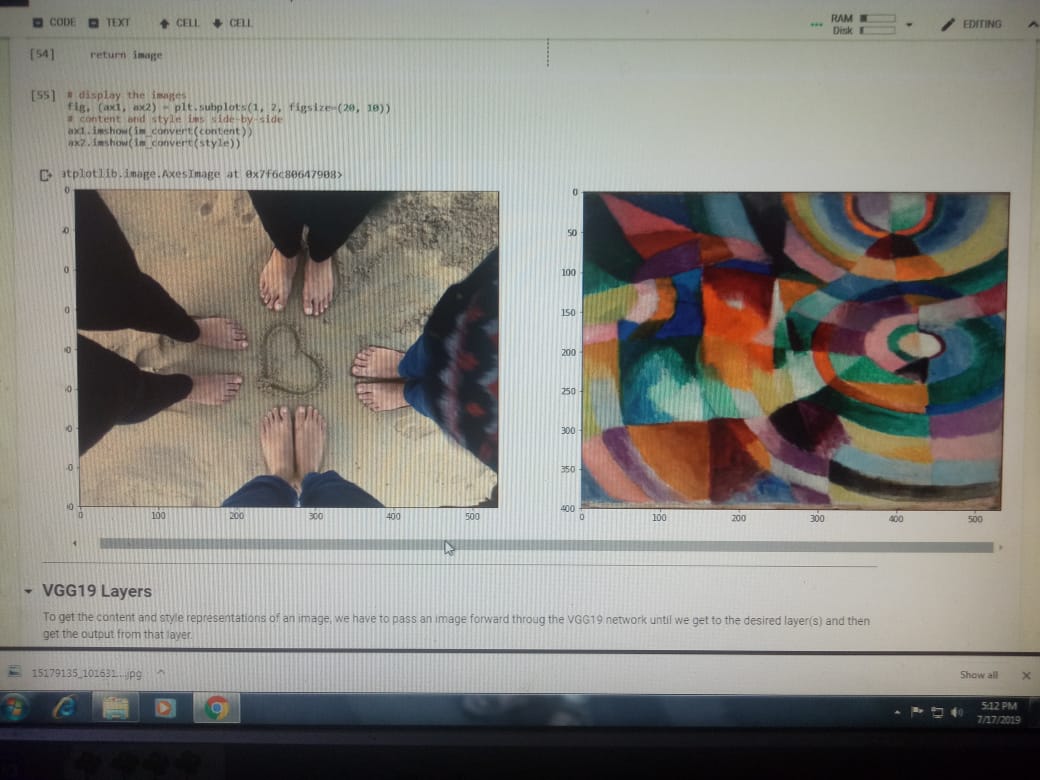 CODE TEXT CELL CELL
RAM
Disk
EDITING
[54] return image
[55] # display the images
fig, (ax1, ax2) = plt.subplots(1, 2, figsize=(20, 10))
# content and style ims side-by-side
ax1.imshow(im_convert(content))
ax2.imshow(im_convert(style))
atplotlib.image.AxesImage at 0x7f6c80647908>
0
0
0
0
0
0
0
0
0
0 100 200 300 400 500
0
50
100
150
200
250
300
350
400
0 100 200 300 400 500
VGG19 Layers
To get the content and style representations of an image, we have to pass an image forward throug the VGG19 network until we get to the desired layer(s) and then
get the output from that layer.
15179135_101631....jpg
Show all
5:12 PM
7/17/2019